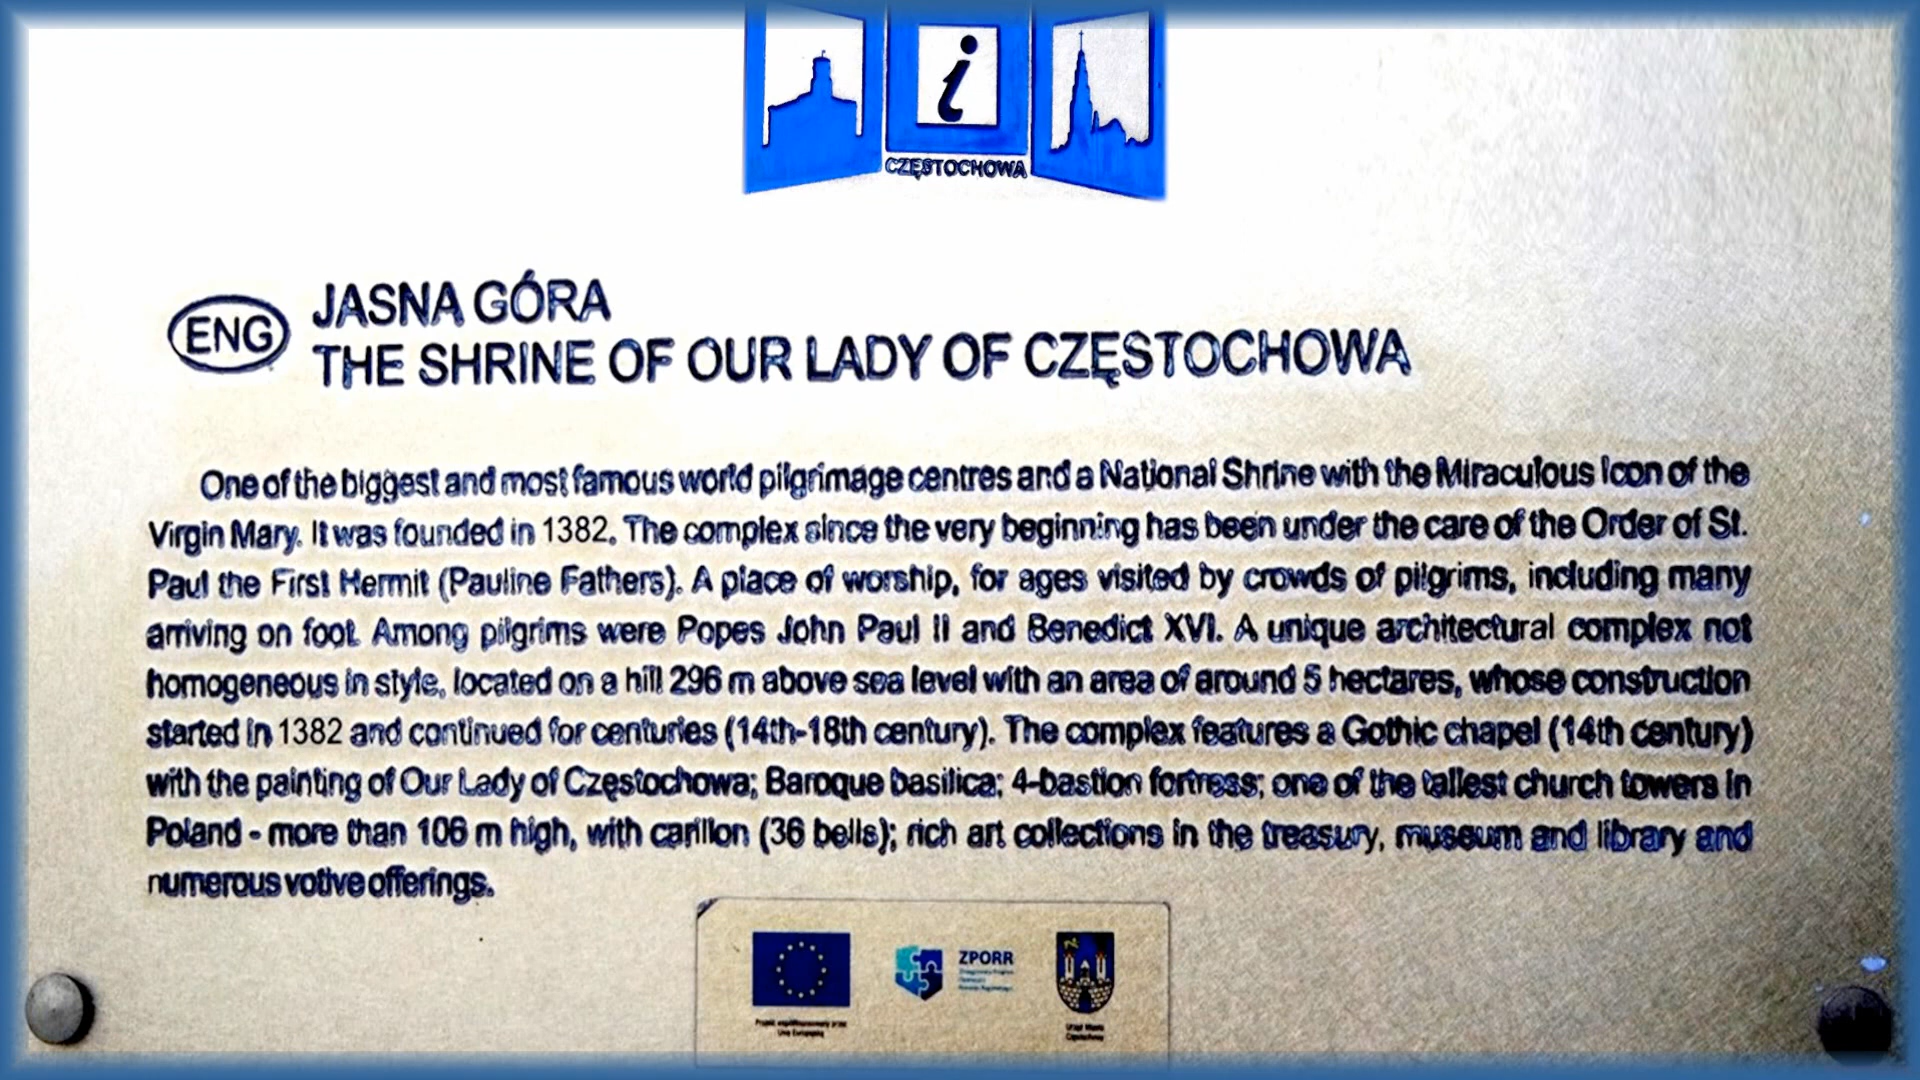 i
CZĘSTOCHOWA
ENG
JASNA GÓRA
THE SHRINE OF OUR LADY OF CZĘSTOCHOWA
One of the biggest and most famous world pilgrimage centres and a National Shrine with the Miraculous Icon of the
Virgin Mary. It was founded in 1382. The complex since the very beginning has been under the care of the Order of St.
Paul the First Hermit (Pauline Fathers). A place of worship, for ages visited by crowds of pilgrims, including many
arriving on foot. Among pilgrims were Popes John Paul II and Benedict XVI. A unique architectural complex not
homogeneous in style, located on a hill 296 m above sea level with an area of around 5 hectares, whose construction
started in 1382 and continued for centuries (14th-18th century). The complex features a Gothic chapel (14th century)
with the painting of Our Lady of Częstochowa; Baroque basilica; 4-bastion fortress; one of the tallest church towers in
Poland - more than 106 m high, with carillon (36 bells); rich art collections in the treasury, museum and library and
numerous votive offerings.
ZPORR